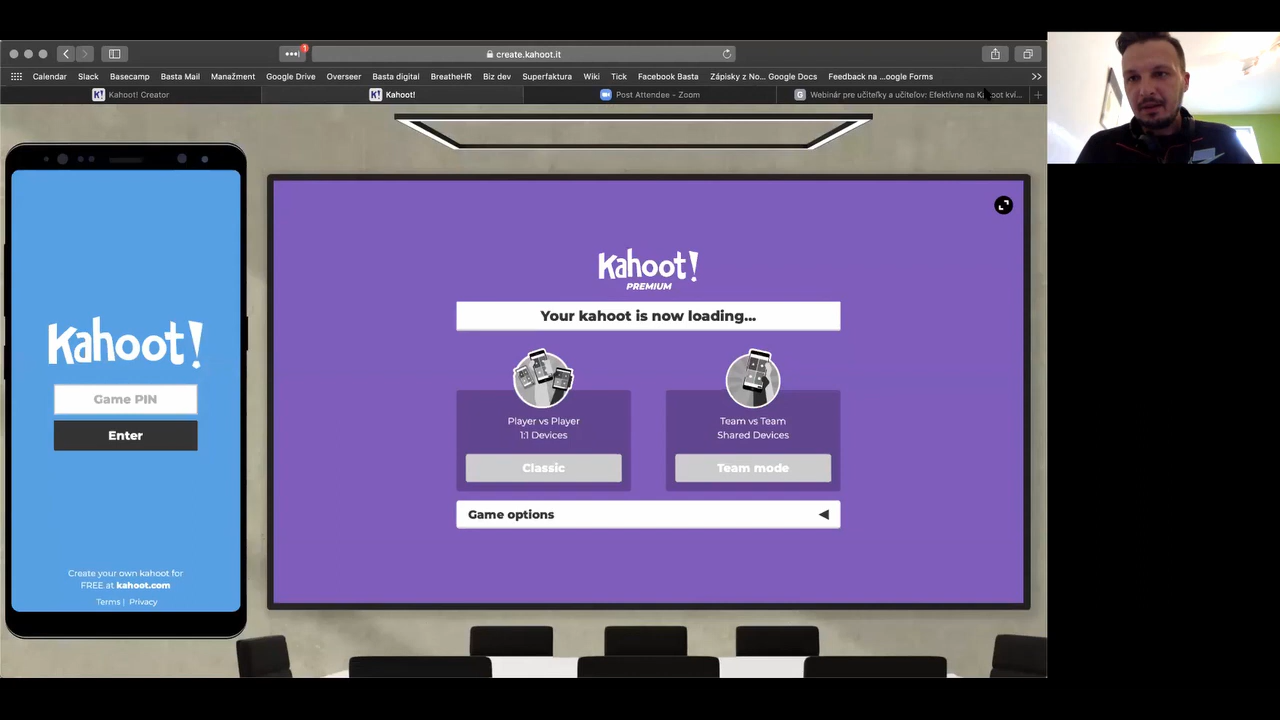 1
create.kahoot.it
Calendar Slack Basecamp Basta Mail Manažment Google Drive Overseer Basta digital BreatheHR Biz dev Superfaktura Wiki Tick Facebook Basta Zápisky z No... Google Docs Feedback na ...oogle Forms
K! Kahoot! Creator
K! Kahoot!
Post Attendee - Zoom
G Webinár pre učiteľky a učiteľov: Efektívne na Kahoot kví...
Kahoot!
Game PIN
Enter
Create your own kahoot for
FREE at kahoot.com
Terms | Privacy
Kahoot!
PREMIUM
Your kahoot is now loading...
Player vs Player
1:1 Devices
Classic
Team vs Team
Shared Devices
Team mode
Game options